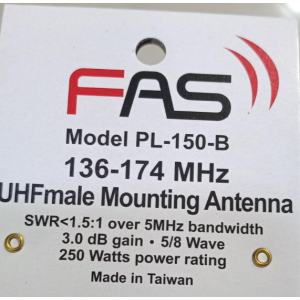 FAS
Model PL-150-B
136-174 MHz
UHFmale Mounting Antenna
SWR<1.5:1 over 5MHz bandwidth
3.0 dB gain • 5/8 Wave
250 Watts power rating
Made in Taiwan